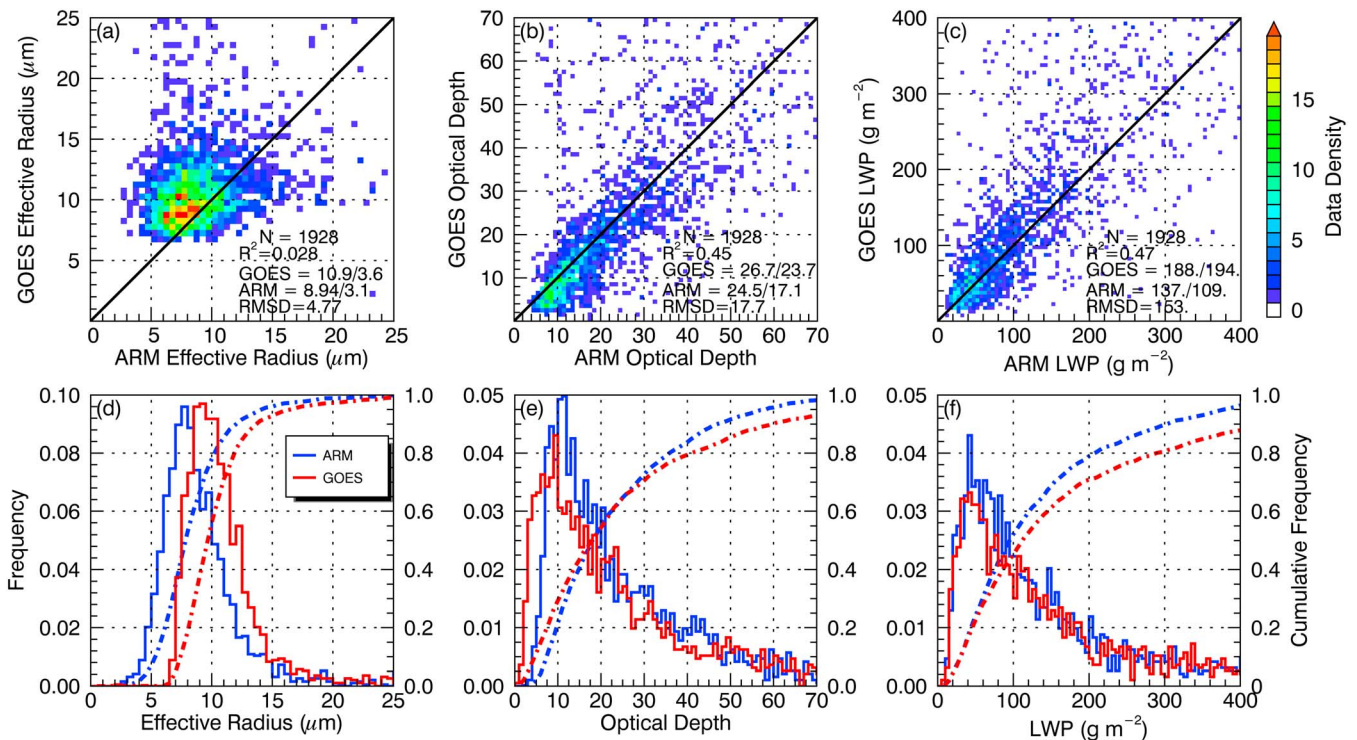 (a)
GOES Effective Radius (μm)
25
20
15
10
5
N = 1928
R²=0.028
GOES = 10.9/3.6
ARM = 8.94/3.1
RMSD=4.77
0 5 10 15 20 25
ARM Effective Radius (μm)
(b)
GOES Optical Depth
70
60
50
40
30
20
10
N = 1928
R²=0.45
GOES = 26.7/23.7
ARM = 24.5/17.1
RMSD=17.7
0 10 20 30 40 50 60 70
ARM Optical Depth
(c)
GOES LWP (g m⁻²)
400
300
200
100
N = 1928
R²=0.47
GOES = 188./194.
ARM = 137./109.
RMSD=153.
0 100 200 300 400
ARM LWP (g m⁻²)
15
10
5
0
Data Density
(d)
Frequency
0.10
0.08
0.06
0.04
0.02
0.00
ARM
GOES
1.0
0.8
0.6
0.4
0.2
0.0
0 5 10 15 20 25
Effective Radius (μm)
(e)
0.05
0.04
0.03
0.02
0.01
0.00
1.0
0.8
0.6
0.4
0.2
0.0
0 10 20 30 40 50 60 70
Optical Depth
(f)
0.05
0.04
0.03
0.02
0.01
0.00
1.0
0.8
0.6
0.4
0.2
0.0
Cumulative Frequency
0 100 200 300 400
LWP (g m⁻²)